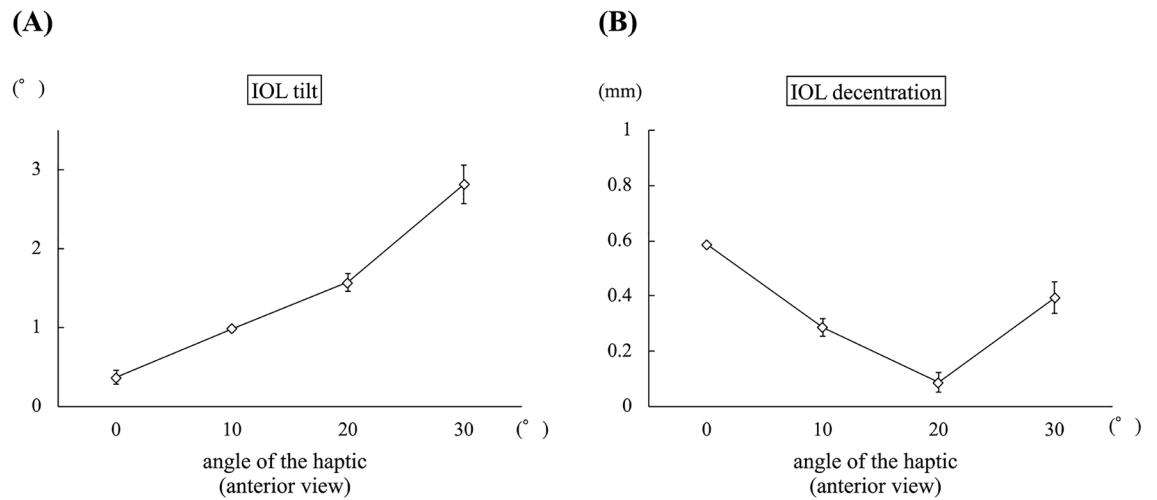 (A)
(°)
IOL tilt
3
2
1
0
0 10 20 30 (°)
angle of the haptic
(anterior view)
(B)
(mm)
IOL decentration
1
0.8
0.6
0.4
0.2
0
0 10 20 30 (°)
angle of the haptic
(anterior view)